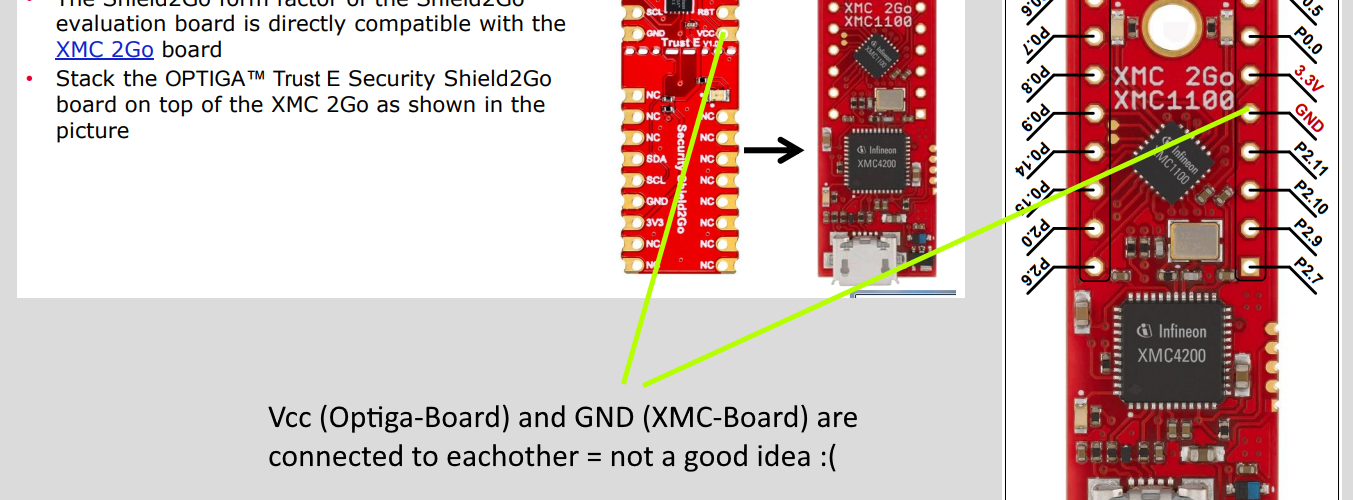 The Shield2Go form factor of the Shield2Go
evaluation board is directly compatible with the
XMC 2Go board
• Stack the OPTIGA™ Trust E Security Shield2Go
board on top of the XMC 2Go as shown in the
picture
SCL RST
GND VCC
Trust E V1.0
NC
NC NC
NC NC
SDA NC
SCL NC
GND NC
3V3 NC
NC NC
NC NC
Security Shield2Go
XMC 2Go
XMC1100
XMC1100
Infineon
XMC4200
P0.6
P0.7
P0.8
P0.9
P0.14
P0.15
P2.0
P2.6
P0.5
P0.0
3.3V
GND
P2.11
P2.10
P2.9
P2.7
XMC 2Go
XMC1100
Infineon
XMC1100
Infineon
XMC4200
Vcc (Optiga-Board) and GND (XMC-Board) are
connected to eachother = not a good idea :(